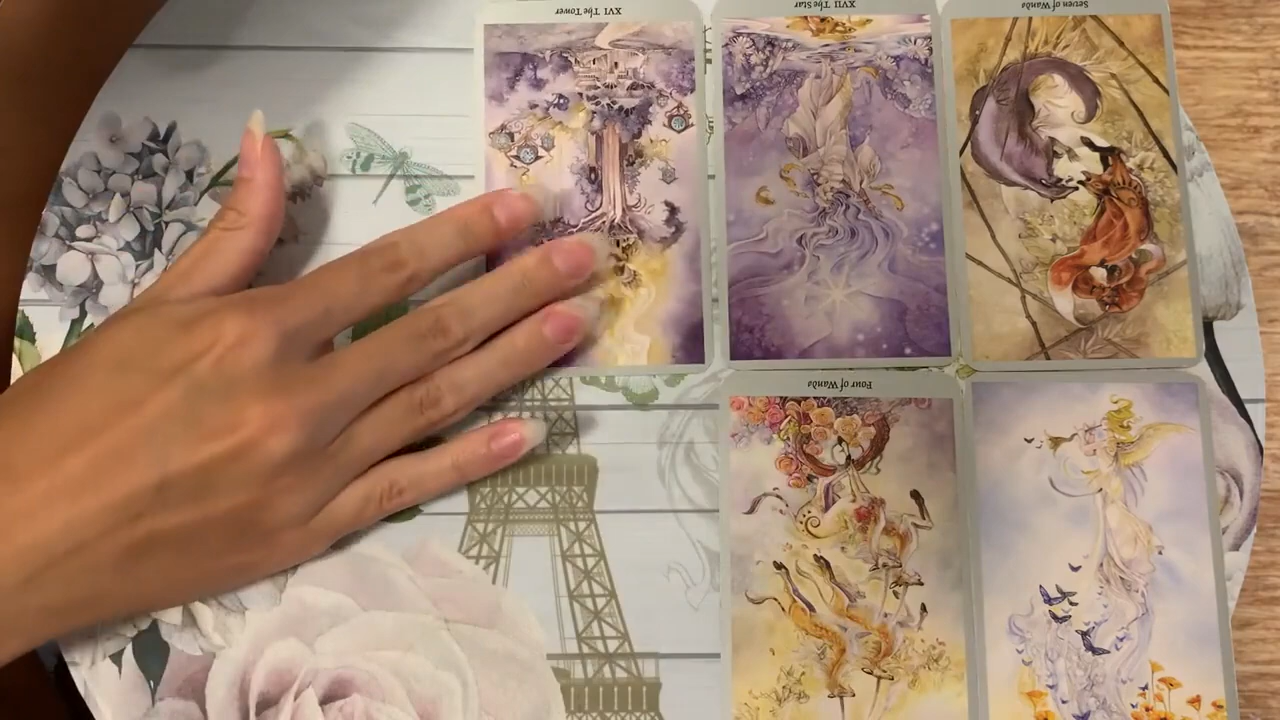 XVI The Tower
XVII The Star
Seven of Wands
Four of Wands